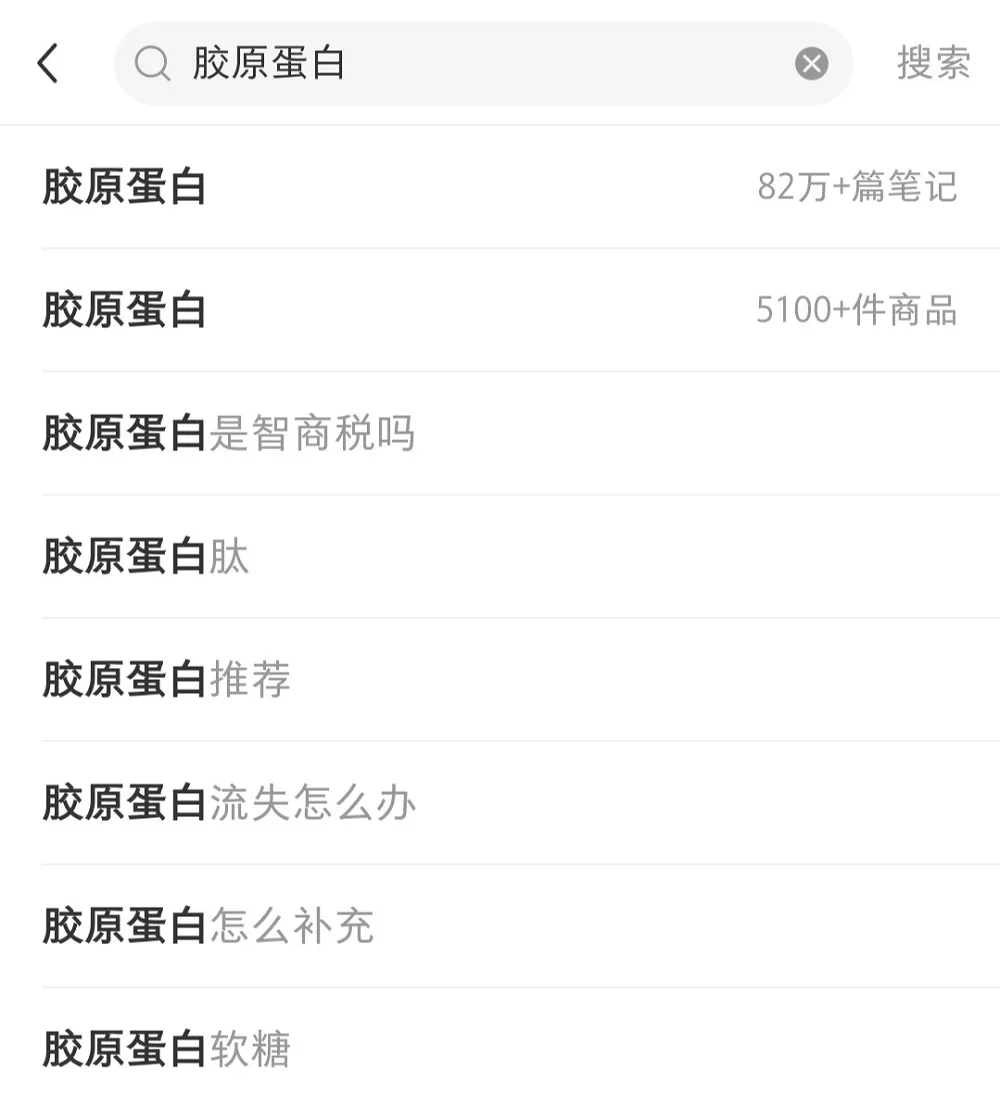 胶原蛋白 搜索
胶原蛋白 82万+篇笔记
胶原蛋白 5100+件商品
胶原蛋白是智商税吗
胶原蛋白肽
胶原蛋白推荐
胶原蛋白流失怎么办
胶原蛋白怎么补充
胶原蛋白软糖